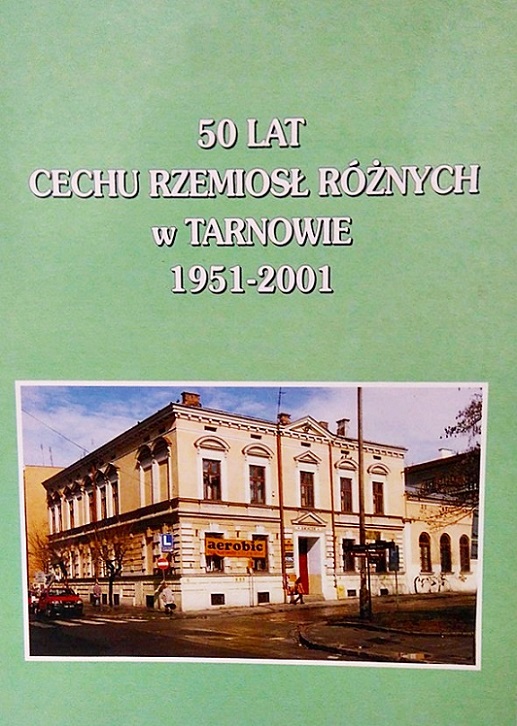 50 LAT
CECHU RZEMIOSŁ RÓŻNYCH
w TARNOWIE
1951-2001
aerobic
L